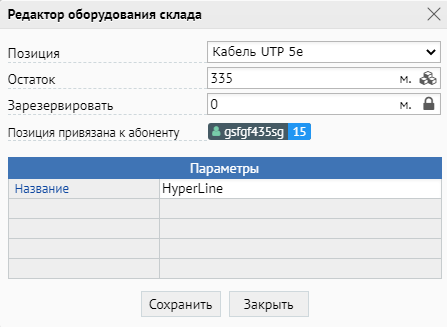 Редактор оборудования склада
Позиция Кабель UTP 5e
Остаток 335 м.
Зарезервировать 0 м.
Позиция привязана к абоненту gsfgf435sg 15
Параметры
Название HyperLine
Сохранить Закрыть